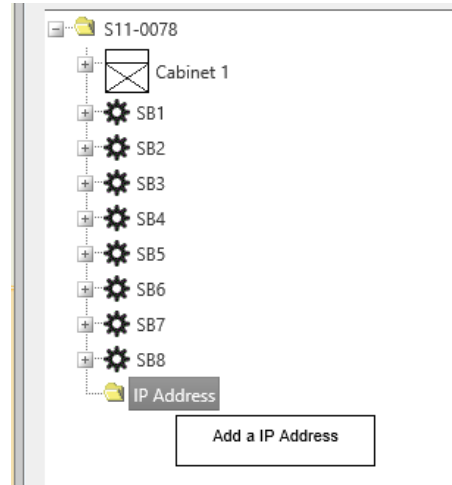 S11-0078
Cabinet 1
SB1
SB2
SB3
SB4
SB5
SB6
SB7
SB8
IP Address
Add a IP Address